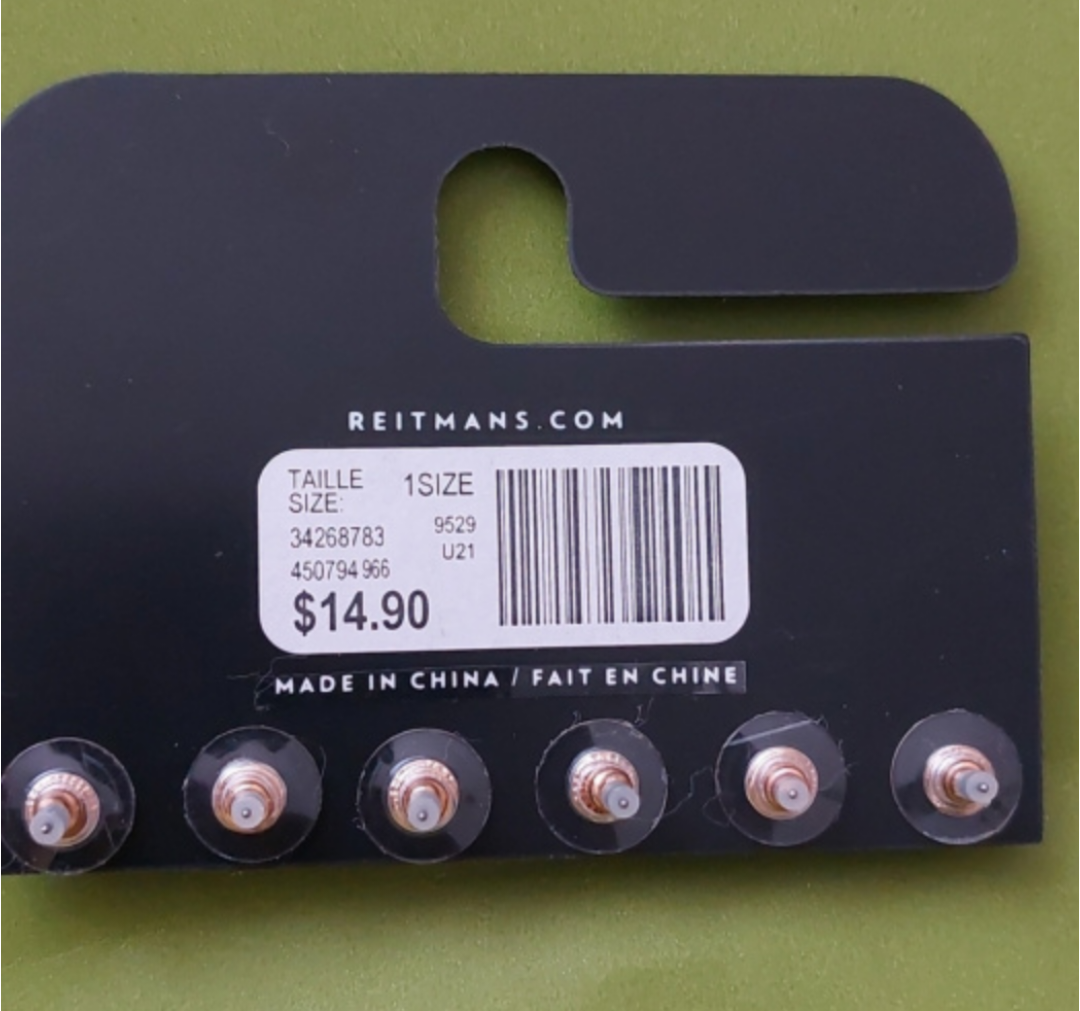 REITMANS.COM
TAILLE
SIZE:
1SIZE
34268783
9529
U21
450794 966
$14.90
MADE IN CHINA / FAIT EN CHINE